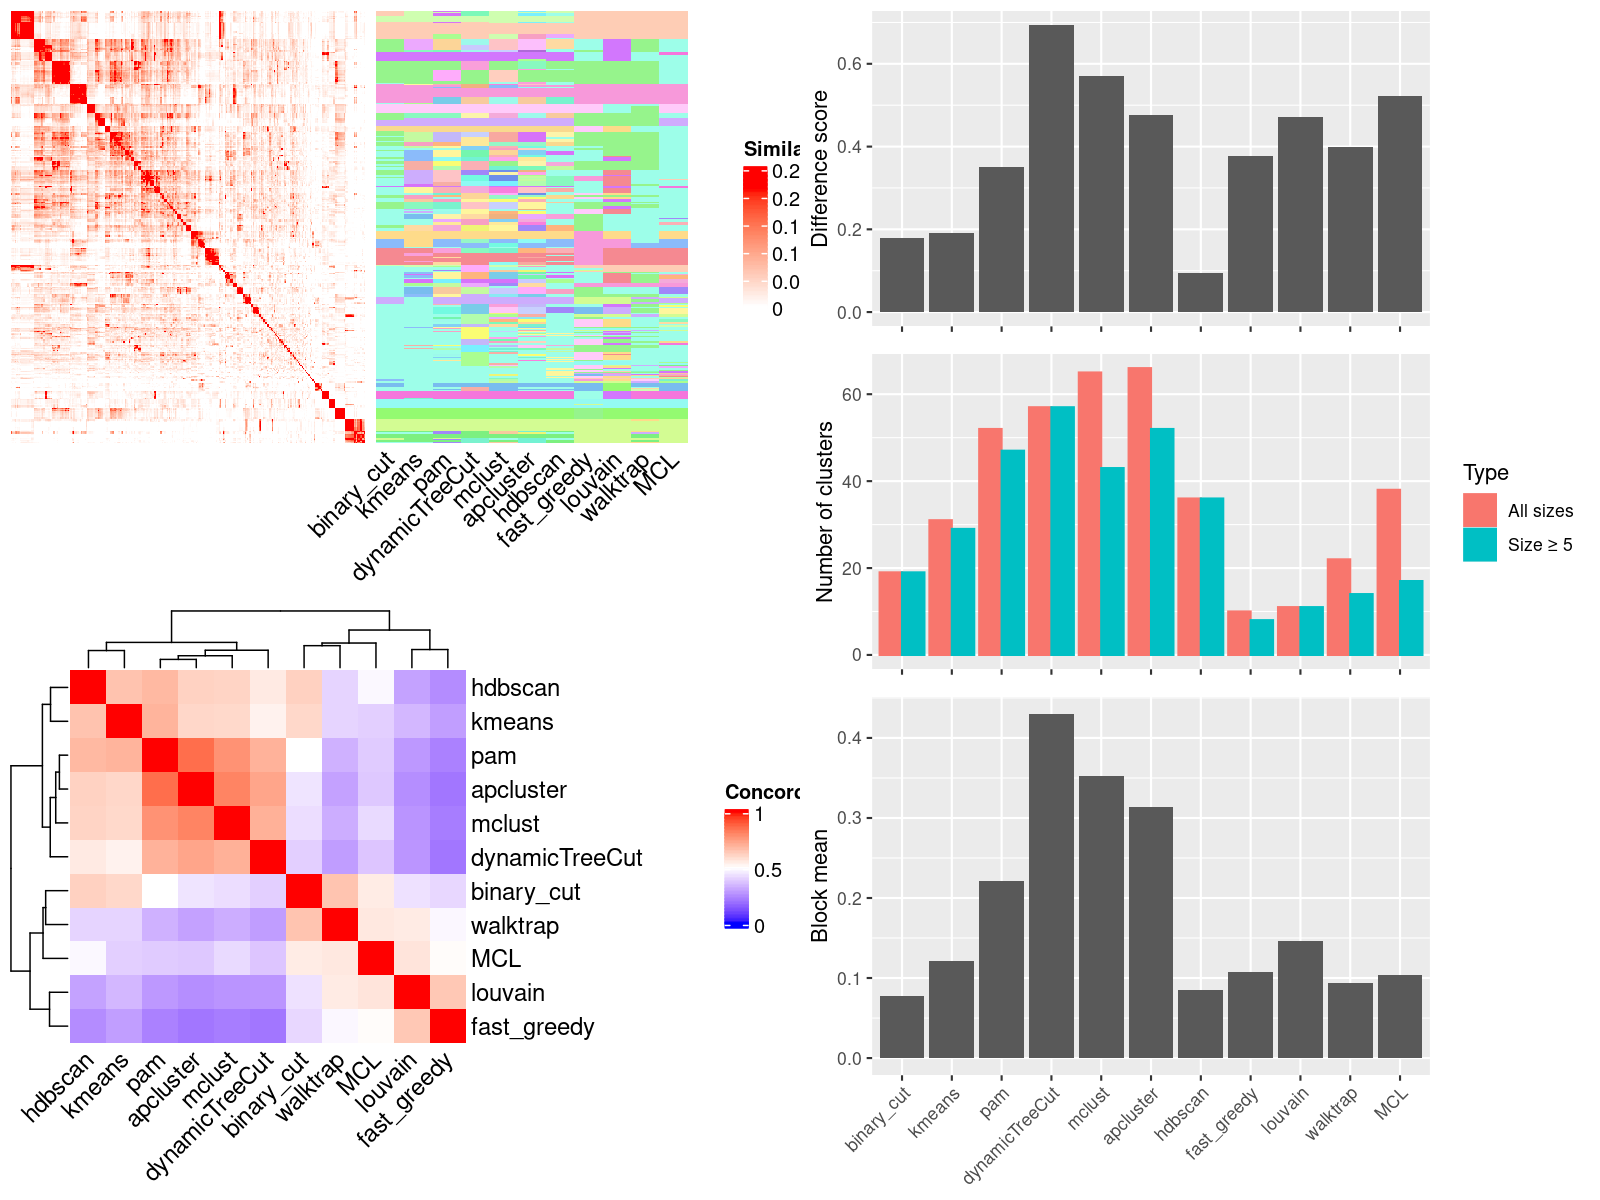 Simila
0.2
0.2
0.1
0.1
0.0
0
binary_cut
kmeans
pam
dynamicTreeCut
mclust
apcluster
hdbscan
fast_greedy
louvain
walktrap
MCL
hdbscan
kmeans
pam
apcluster
mclust
dynamicTreeCut
binary_cut
walktrap
MCL
louvain
fast_greedy
hdbscan
kmeans
pam
apcluster
mclust
dynamicTreeCut
binary_cut
walktrap
MCL
louvain
fast_greedy
Concord
1
0.5
0
Difference score
0.6
0.4
0.2
0.0
Number of clusters
60
40
20
0
Type
All sizes
Size ≥ 5
Block mean
0.4
0.3
0.2
0.1
0.0
binary_cut
kmeans
pam
dynamicTreeCut
mclust
apcluster
hdbscan
fast_greedy
louvain
walktrap
MCL